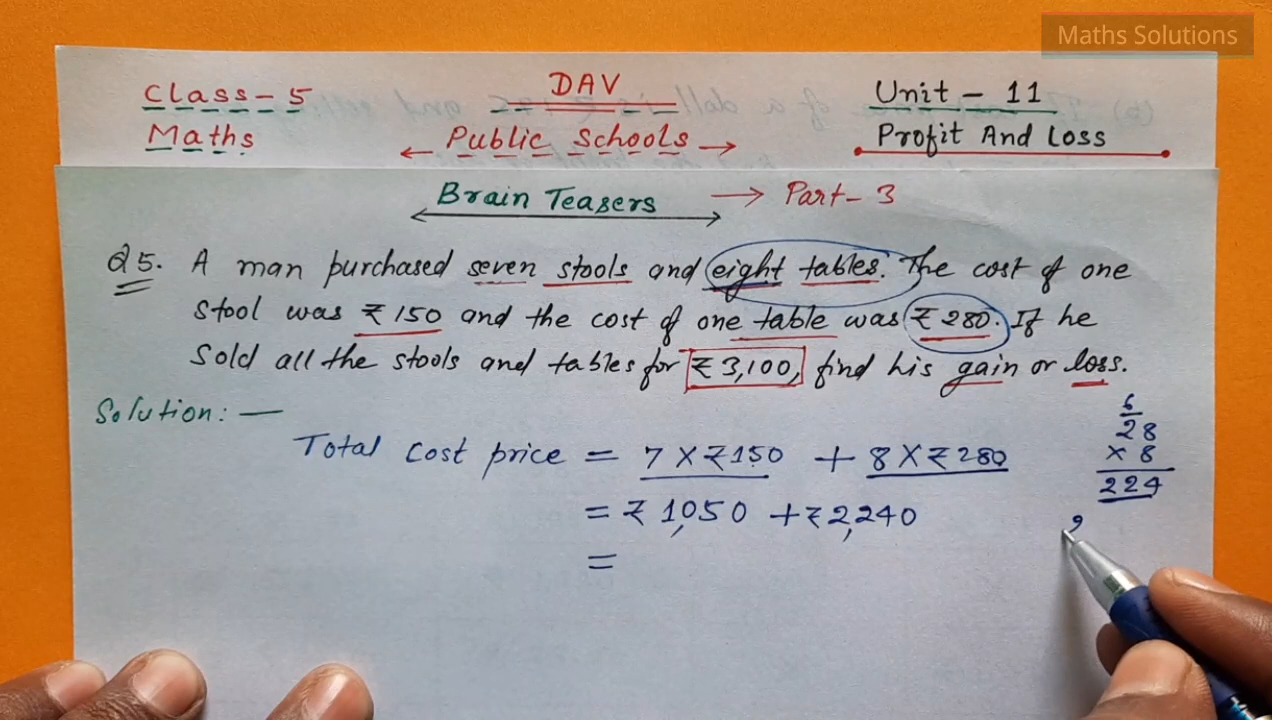 Maths Solutions
Class-5 DAV Unit - 11
Maths Public Schools Profit And Loss
Brain Teasers → Part-3
Q5. A man purchased seven stools and eight tables. The cost of one
stool was ₹150 and the cost of one table was ₹280. If he
sold all the stools and tables for ₹3,100, find his gain or loss.
Solution:—
Total cost price = 7×₹150 + 8×₹280
= ₹1,050 + ₹2,240
=
6
28
×8
224